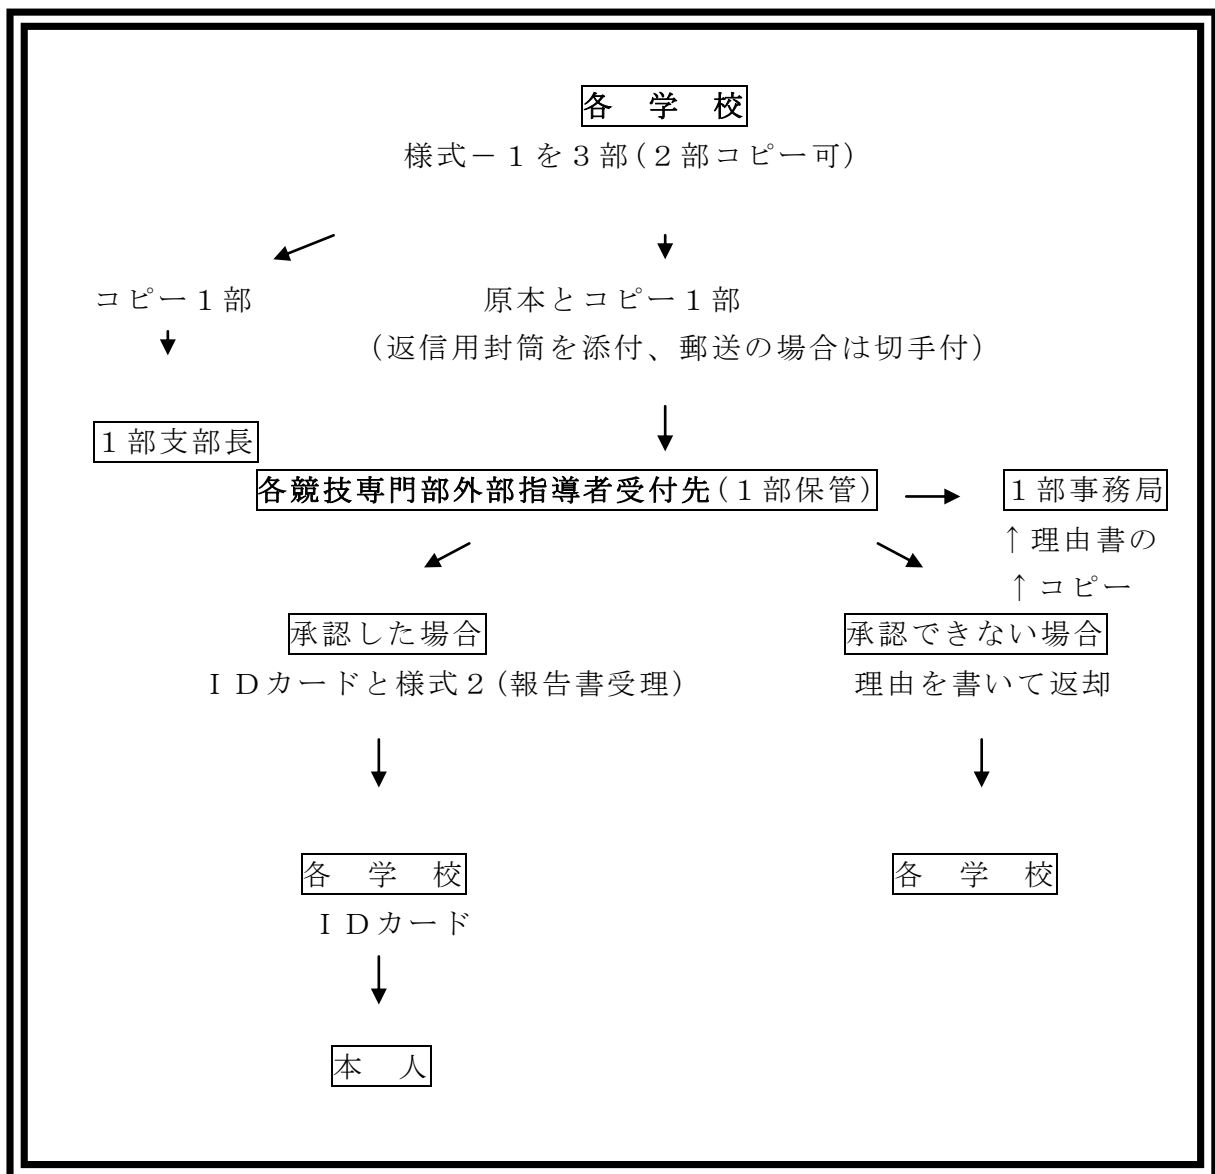 各　学　校
様式－１を３部（２部コピー可）
コピー１部
原本とコピー１部
（返信用封筒を添付、郵送の場合は切手付）
１部支部長
各競技専門部外部指導者受付先（１部保管）
１部事務局
↑理由書の
↑コピー
承認した場合
承認できない場合
ＩＤカードと様式２（報告書受理）
理由を書いて返却
各　学　校
各　学　校
ＩＤカード
本　人